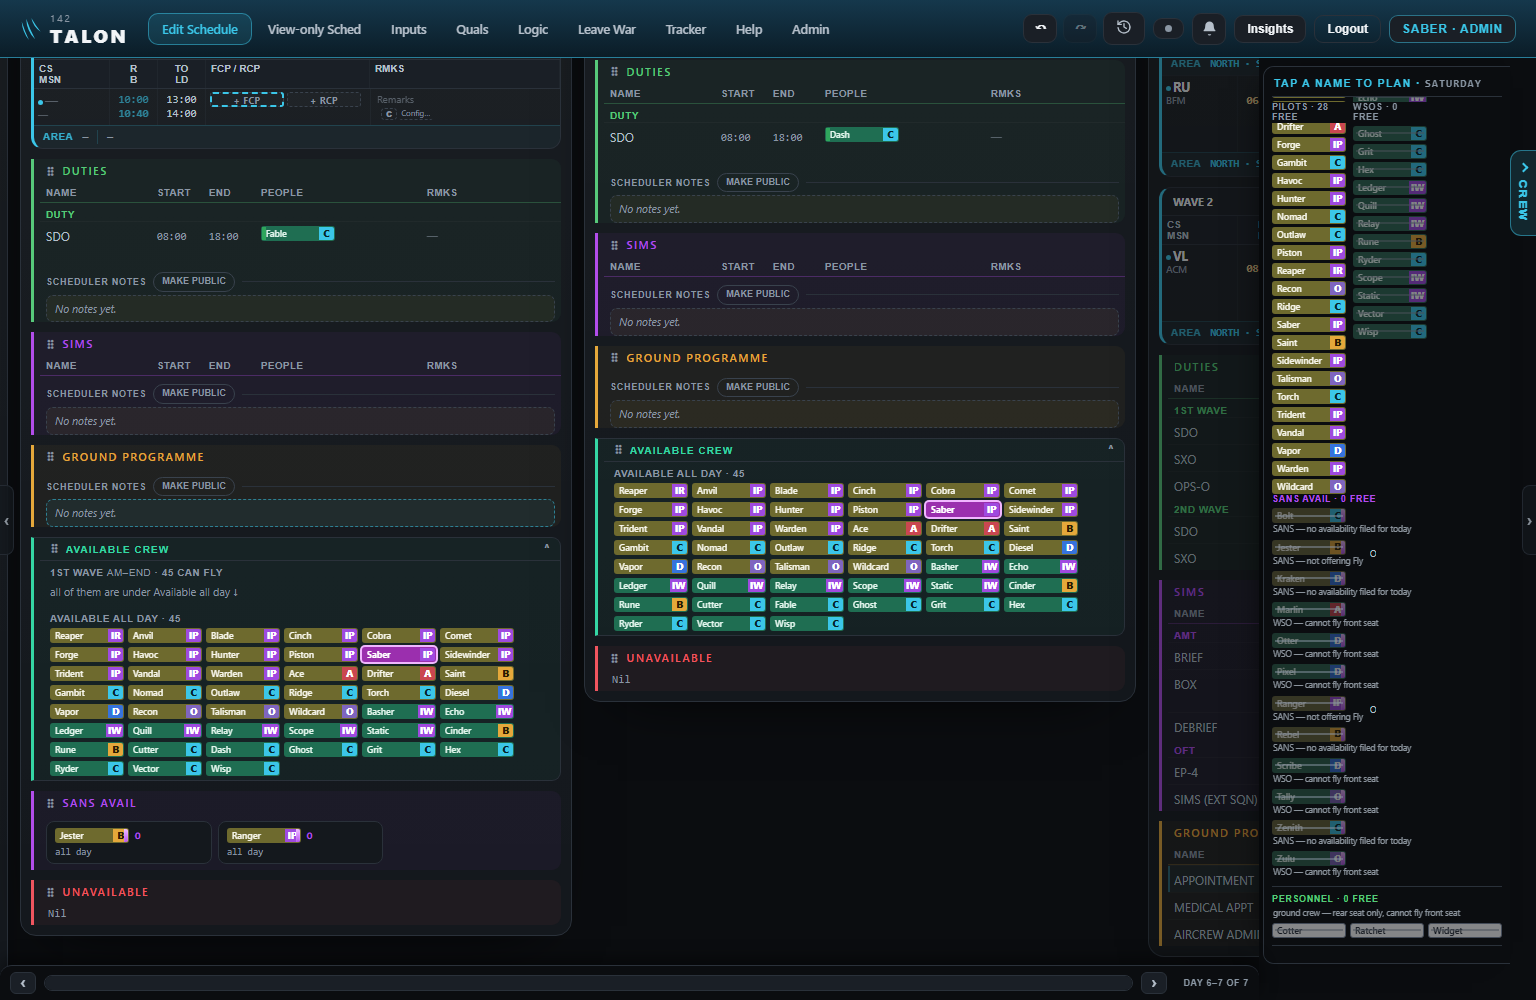 142
TALON
Edit Schedule
View-only Sched
Inputs
Quals
Logic
Leave War
Tracker
Help
Admin
Insights
Logout
SABER · ADMIN
CS MSN
R B
TO LD
FCP / RCP
RMKS
10:00 13:00 + FCP + RCP Remarks
10:40 14:00 C Config...
AREA – | –
DUTIES
NAME START END PEOPLE RMKS
DUTY
SDO 08:00 18:00 Fable C —
SCHEDULER NOTES MAKE PUBLIC
No notes yet.
SIMS
NAME START END PEOPLE RMKS
SCHEDULER NOTES MAKE PUBLIC
No notes yet.
GROUND PROGRAMME
SCHEDULER NOTES MAKE PUBLIC
No notes yet.
AVAILABLE CREW
1ST WAVE AM–END · 45 CAN FLY
all of them are under Available all day ↓
AVAILABLE ALL DAY · 45
Reaper IR Anvil IP Blade IP Cinch IP Cobra IP Comet IP
Forge IP Havoc IP Hunter IP Piston IP Saber IP Sidewinder IP
Trident IP Vandal IP Warden IP Ace A Drifter A Saint B
Gambit C Nomad C Outlaw C Ridge C Torch C Diesel D
Vapor D Recon O Talisman O Wildcard O Basher IW Echo IW
Ledger IW Quill IW Relay IW Scope IW Static IW Cinder B
Rune B Cutter C Dash C Ghost C Grit C Hex C
Ryder C Vector C Wisp C
SANS AVAIL
Jester B O Ranger IP O
all day all day
UNAVAILABLE
Nil
DUTIES
NAME START END PEOPLE RMKS
DUTY
SDO 08:00 18:00 Dash C —
SCHEDULER NOTES MAKE PUBLIC
No notes yet.
SIMS
NAME START END PEOPLE RMKS
SCHEDULER NOTES MAKE PUBLIC
No notes yet.
GROUND PROGRAMME
SCHEDULER NOTES MAKE PUBLIC
No notes yet.
AVAILABLE CREW
AVAILABLE ALL DAY · 45
Reaper IR Anvil IP Blade IP Cinch IP Cobra IP Comet IP
Forge IP Havoc IP Hunter IP Piston IP Saber IP Sidewinder IP
Trident IP Vandal IP Warden IP Ace A Drifter A Saint B
Gambit C Nomad C Outlaw C Ridge C Torch C Diesel D
Vapor D Recon O Talisman O Wildcard O Basher IW Echo IW
Ledger IW Quill IW Relay IW Scope IW Static IW Cinder B
Rune B Cutter C Fable C Ghost C Grit C Hex C
Ryder C Vector C Wisp C
UNAVAILABLE
Nil
AREA NORTH · S
RU
BFM 06
AREA NORTH · S
WAVE 2
CS
MSN
VL
ACM 08
AREA NORTH · S
DUTIES
NAME
1ST WAVE
SDO
SXO
OPS-O
2ND WAVE
SDO
SXO
SIMS
NAME
AMT
BRIEF
BOX
DEBRIEF
OFT
EP-4
SIMS (EXT SQN)
GROUND PRO
NAME
APPOINTMENT
MEDICAL APPT
AIRCREW ADMI
TAP A NAME TO PLAN · SATURDAY
PILOTS · 28 FREE
Drifter A
Forge IP
Gambit C
Havoc IP
Hunter IP
Nomad C
Outlaw C
Piston IP
Reaper IR
Recon O
Ridge C
Saber IP
Saint B
Sidewinder IP
Talisman O
Torch C
Trident IP
Vandal IP
Vapor D
Warden IP
Wildcard O
WSOS · 0 FREE
Echo IW
Ghost C
Grit C
Hex C
Ledger IW
Quill IW
Relay IW
Rune B
Ryder C
Scope IW
Static IW
Vector C
Wisp C
SANS AVAIL · 0 FREE
Bolt C
SANS — no availability filed for today
Jester B O
SANS — not offering Fly
Kraken D
SANS — no availability filed for today
Marlin A
WSO — cannot fly front seat
Otter D
WSO — cannot fly front seat
Pixel D
WSO — cannot fly front seat
Ranger IP O
SANS — not offering Fly
Rebel B
SANS — no availability filed for today
Scribe D
WSO — cannot fly front seat
Tally O
WSO — cannot fly front seat
Zenith C
SANS — no availability filed for today
Zulu O
WSO — cannot fly front seat
PERSONNEL · 0 FREE
ground crew — rear seat only, cannot fly front seat
Cotter Ratchet Widget
CREW
DAY 6–7 OF 7